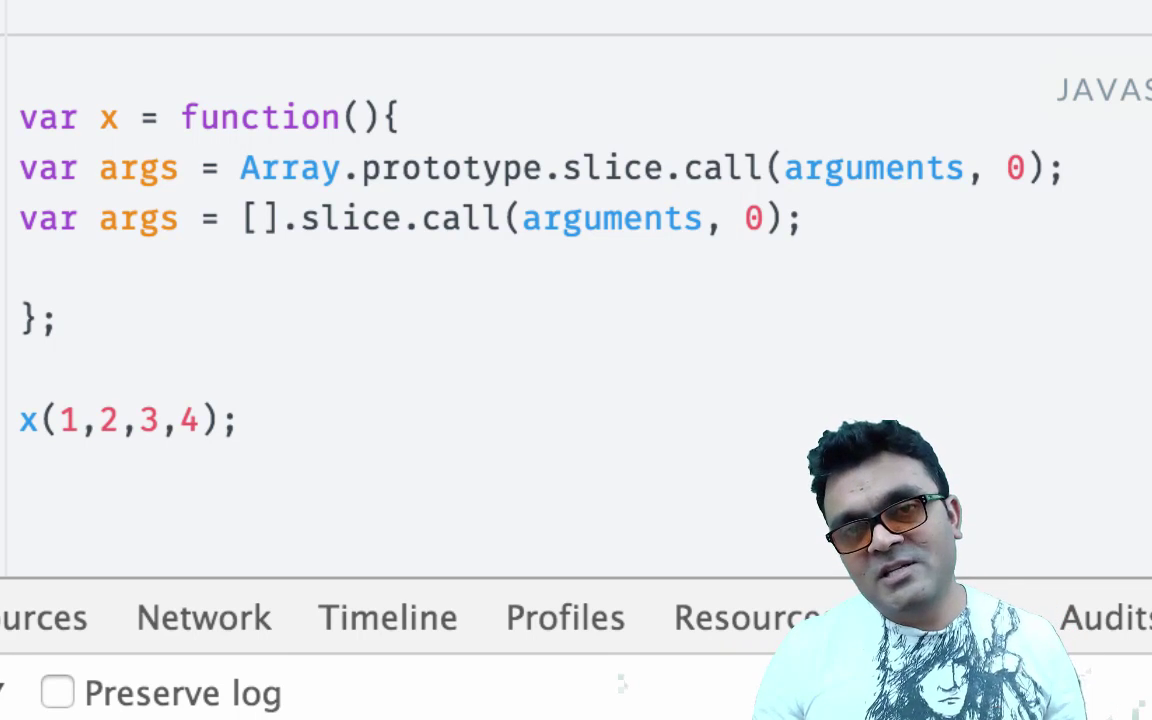 JAVAS
var x = function(){
var args = Array.prototype.slice.call(arguments, 0);
var args = [].slice.call(arguments, 0);
};
x(1,2,3,4);
urces Network Timeline Profiles Resource Audits
Preserve log